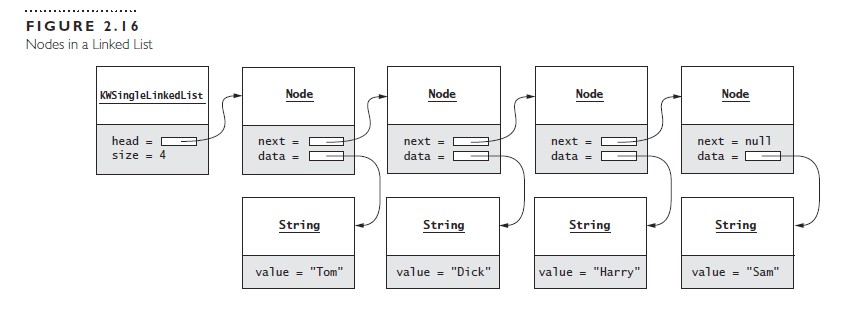 FIGURE 2.16
Nodes in a Linked List
KWSingleLinkedList
head =
size = 4
Node
next =
data =
Node
next =
data =
Node
next =
data =
Node
next = null
data =
String
value = "Tom"
String
value = "Dick"
String
value = "Harry"
String
value = "Sam"